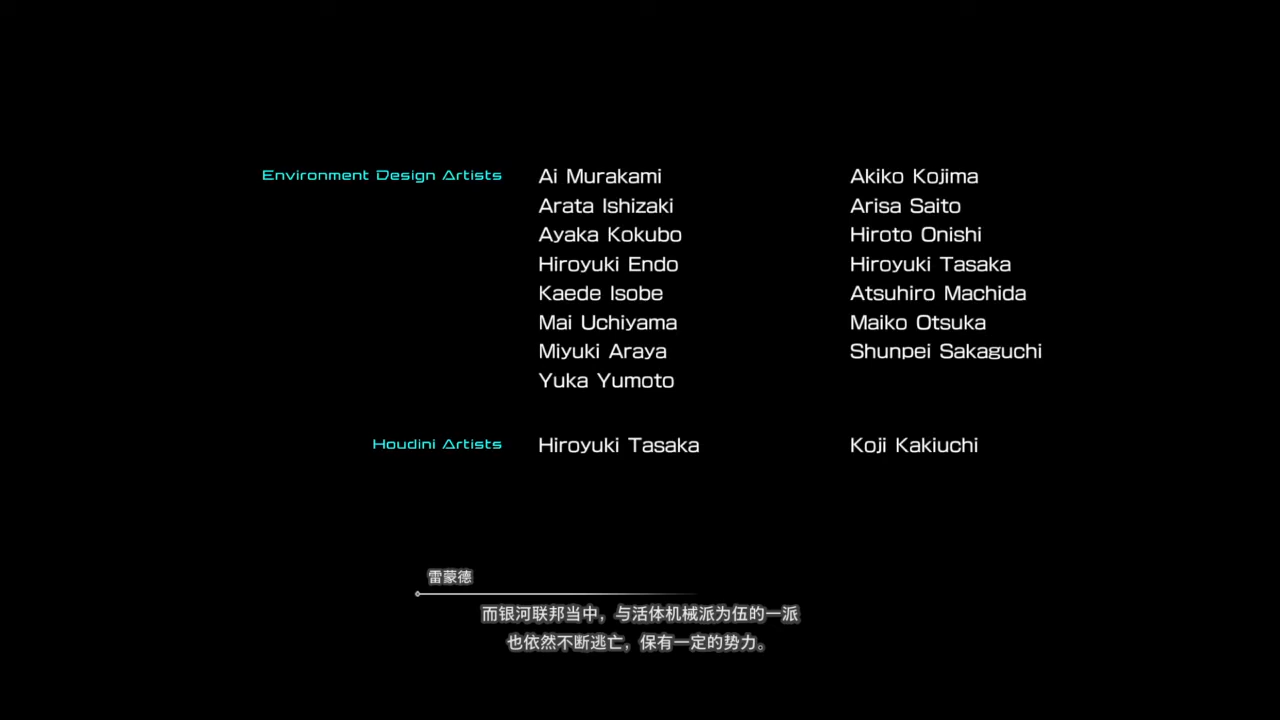 Environment Design Artists
Ai Murakami
Akiko Kojima
Arata Ishizaki
Arisa Saito
Ayaka Kokubo
Hiroto Onishi
Hiroyuki Endo
Hiroyuki Tasaka
Kaede Isobe
Atsuhiro Machida
Mai Uchiyama
Maiko Otsuka
Miyuki Araya
Shunpei Sakaguchi
Yuka Yumoto
Houdini Artists
Hiroyuki Tasaka
Koji Kakiuchi
雷蒙德
而银河联邦当中，与活体机械派为伍的一派
也依然不断逃亡，保有一定的势力。